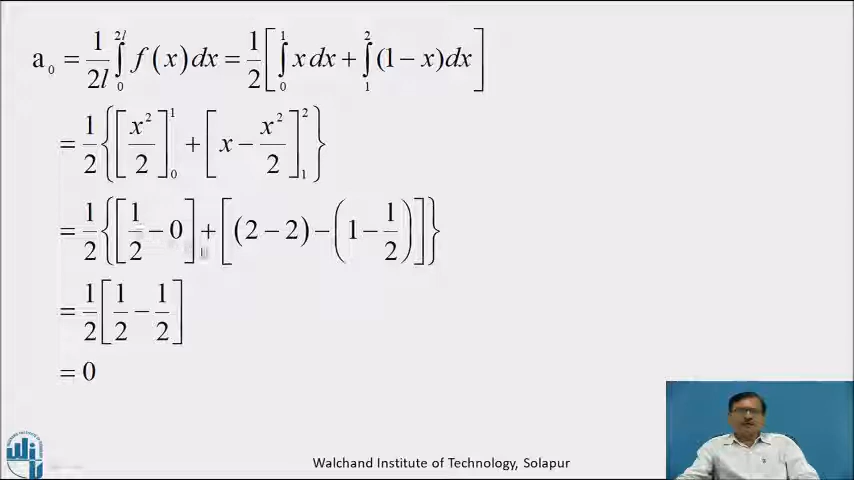 a₀ = 1/2l ∫₀²ˡ f(x)dx = 1/2 [ ∫₀¹ x dx + ∫₁² (1 − x)dx ]
= 1/2 { [ x²/2 ]₀¹ + [ x − x²/2 ]₁² }
= 1/2 { [ 1/2 − 0 ] + [ (2 − 2) − ( 1 − 1/2 ) ] }
= 1/2 [ 1/2 − 1/2 ]
= 0
Walchand Institute of Technology, Solapur